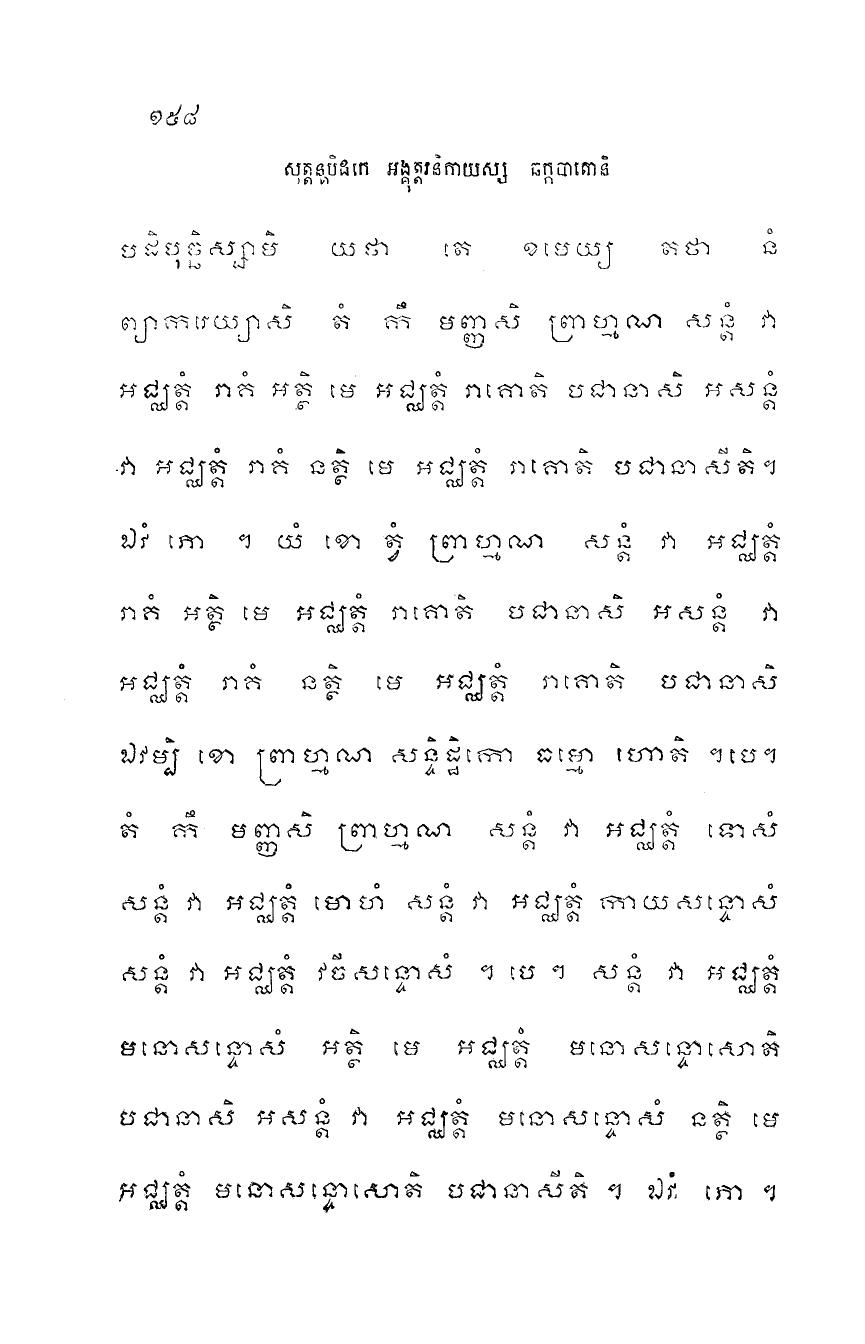 ១៥៨
សុត្តន្តបិដកេ អង្គុត្តរនិកាយស្ស ឆក្កបាតោនិ
បដិបុច្ឆិស្សាមិ យថា តេ ខមេយ្យ តថា នំ
ព្យាករេយ្យាសិ តំ កឹ មញ្ញសិ ព្រាហ្មណ សន្តំ វា
អជ្ឈត្តំ រាគំ អត្ថិ មេ អជ្ឈត្តំ រាគោតិ បជានាសិ អសន្តំ
វា អជ្ឈត្តំ រាគំ នត្ថិ មេ អជ្ឈត្តំ រាគោតិ បជានាសីតិ។
ឯវំ ភោ ។ យំ ខោ ត្វំ ព្រាហ្មណ សន្តំ វា អជ្ឈត្តំ
រាគំ អត្ថិ មេ អជ្ឈត្តំ រាគោតិ បជានាសិ អសន្តំ វា
អជ្ឈត្តំ រាគំ នត្ថិ មេ អជ្ឈត្តំ រាគោតិ បជានាសិ
ឯវម្បិ ខោ ព្រាហ្មណ សន្ទិដ្ឋិកោ ធម្មោ ហោតិ ។បេ។
តំ កឹ មញ្ញសិ ព្រាហ្មណ សន្តំ វា អជ្ឈត្តំ ទោសំ
សន្តំ វា អជ្ឈត្តំ មោហំ សន្តំ វា អជ្ឈត្តំ កាយសន្ទោសំ
សន្តំ វា អជ្ឈត្តំ វចីសន្ទោសំ ។ បេ ។ សន្តំ វា អជ្ឈត្តំ
មនោសន្ទោសំ អត្ថិ មេ អជ្ឈត្តំ មនោសន្ទោសោតិ
បជានាសិ អសន្តំ វា អជ្ឈត្តំ មនោសន្ទោសំ នត្ថិ មេ
អជ្ឈត្តំ មនោសន្ទោសោតិ បជានាសីតិ ។ ឯវំ ភោ ។